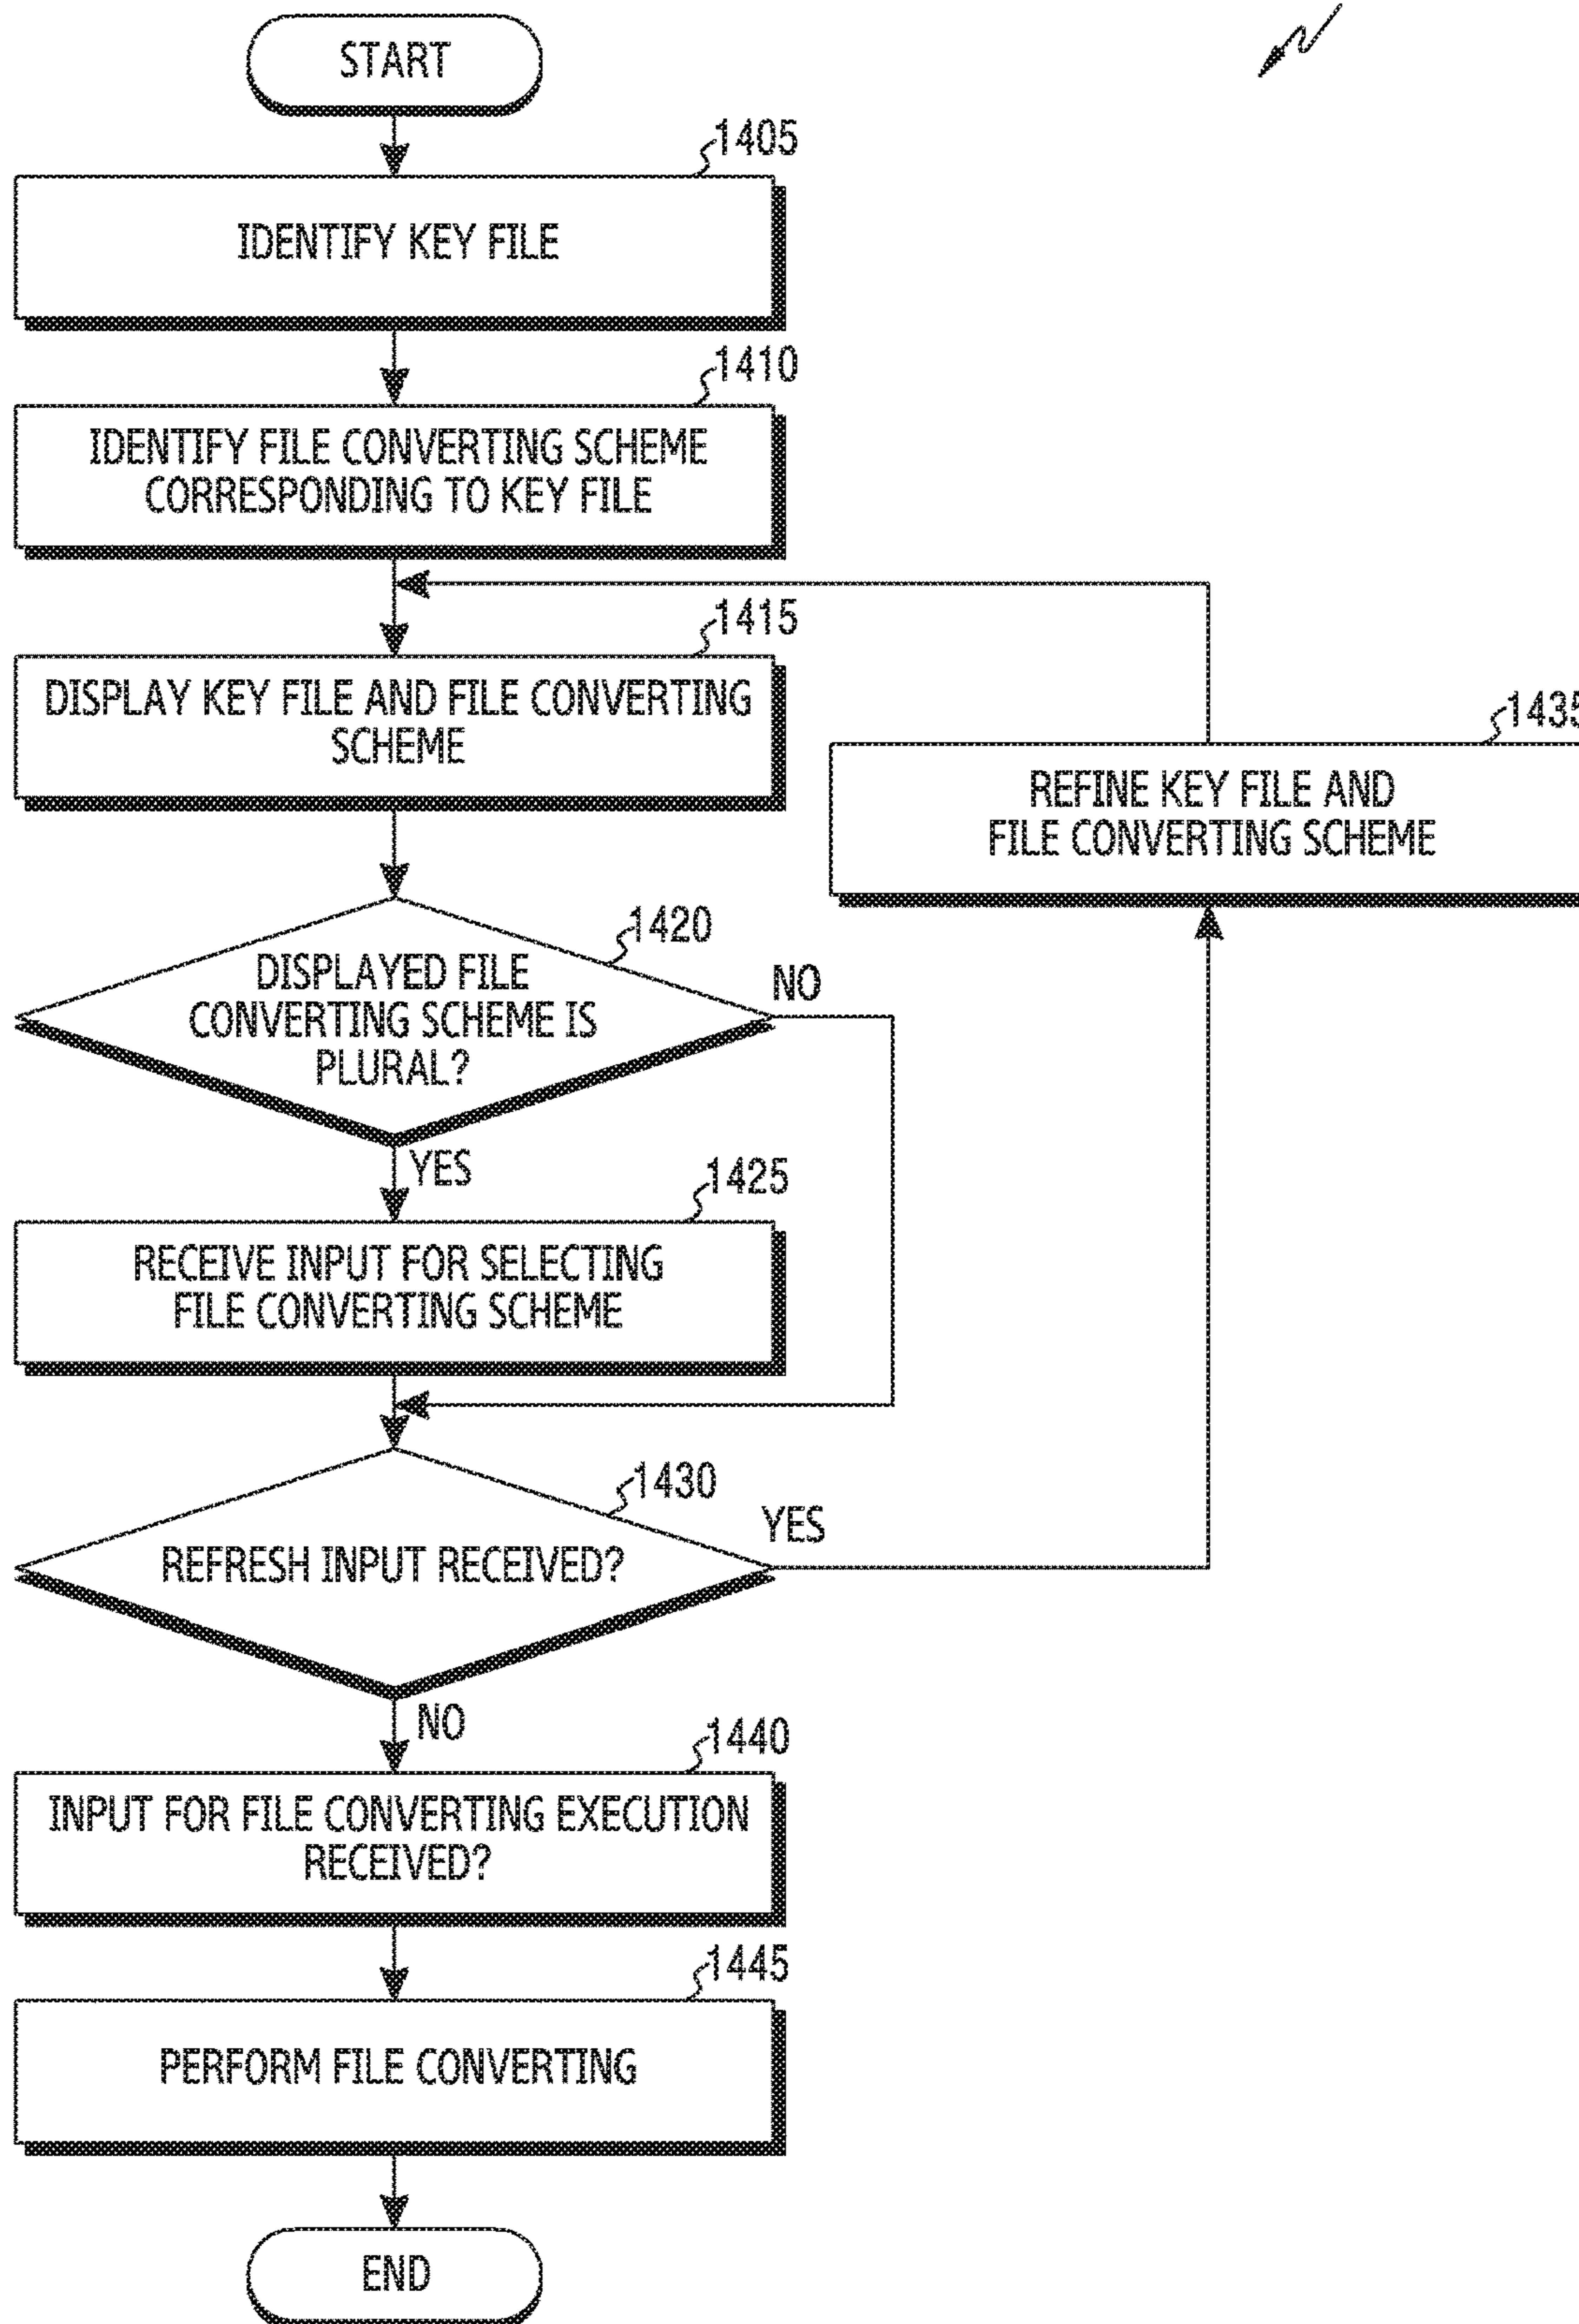 START
1405
IDENTIFY KEY FILE
1410
IDENTIFY FILE CONVERTING SCHEME
CORRESPONDING TO KEY FILE
1415
DISPLAY KEY FILE AND FILE CONVERTING
SCHEME
1435
REFINE KEY FILE AND
FILE CONVERTING SCHEME
1420
DISPLAYED FILE
CONVERTING SCHEME IS
PLURAL?
NO
YES
1425
RECEIVE INPUT FOR SELECTING
FILE CONVERTING SCHEME
1430
REFRESH INPUT RECEIVED?
YES
NO
1440
INPUT FOR FILE CONVERTING EXECUTION
RECEIVED?
1445
PERFORM FILE CONVERTING
END